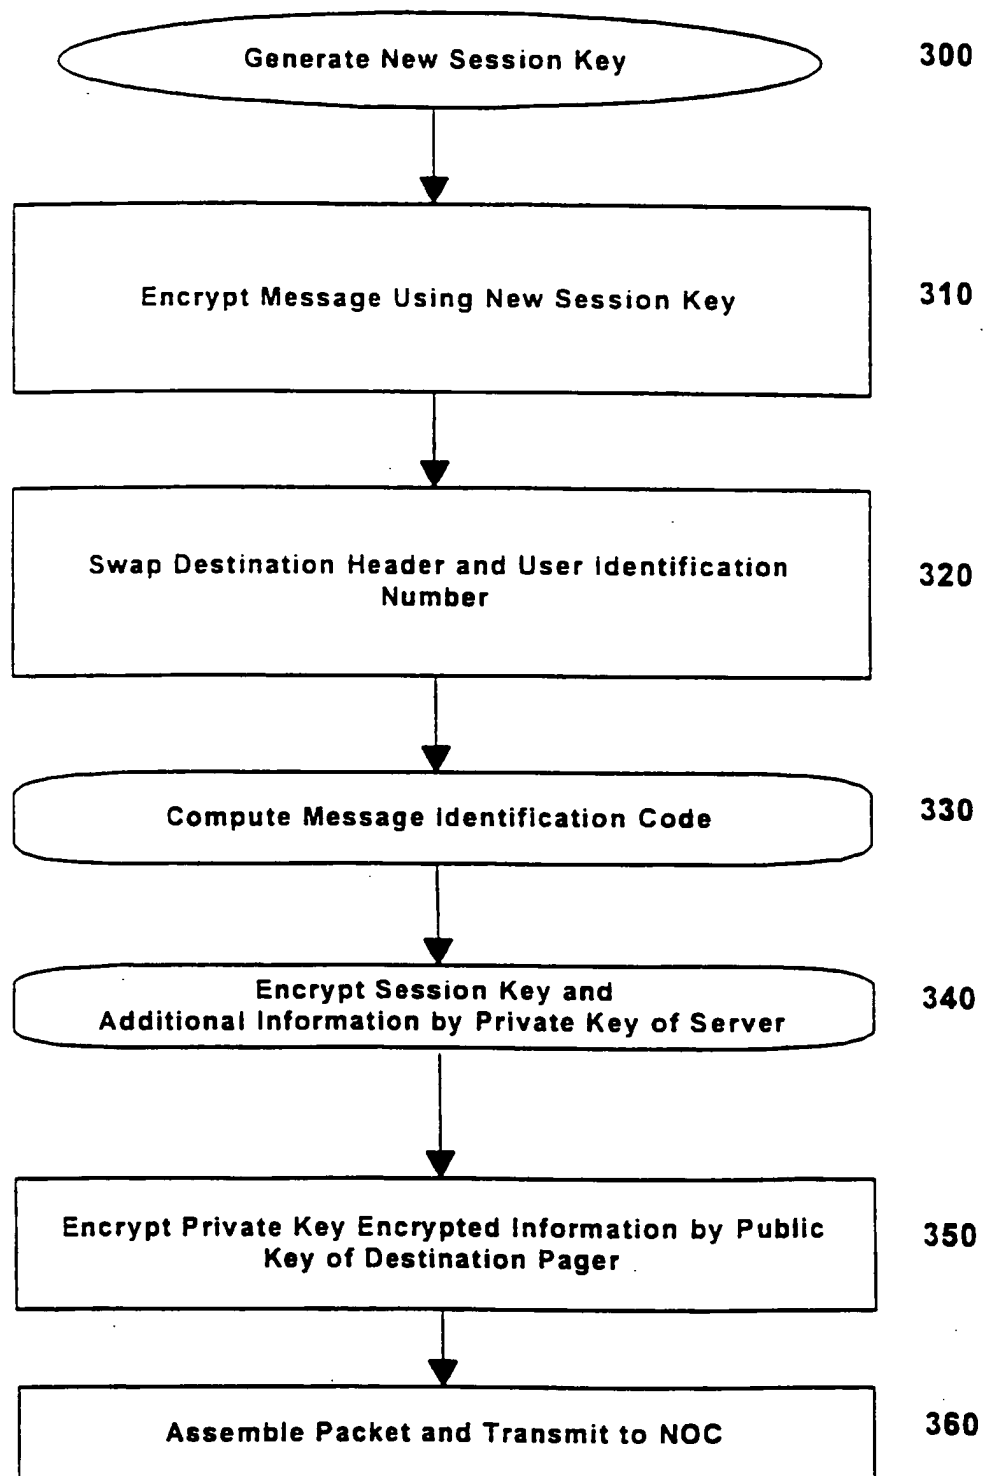 Generate New Session Key
300
Encrypt Message Using New Session Key
310
Swap Destination Header and User Identification
Number
320
Compute Message Identification Code
330
Encrypt Session Key and
Additional Information by Private Key of Server
340
Encrypt Private Key Encrypted Information by Public
Key of Destination Pager
350
Assemble Packet and Transmit to NOC
360